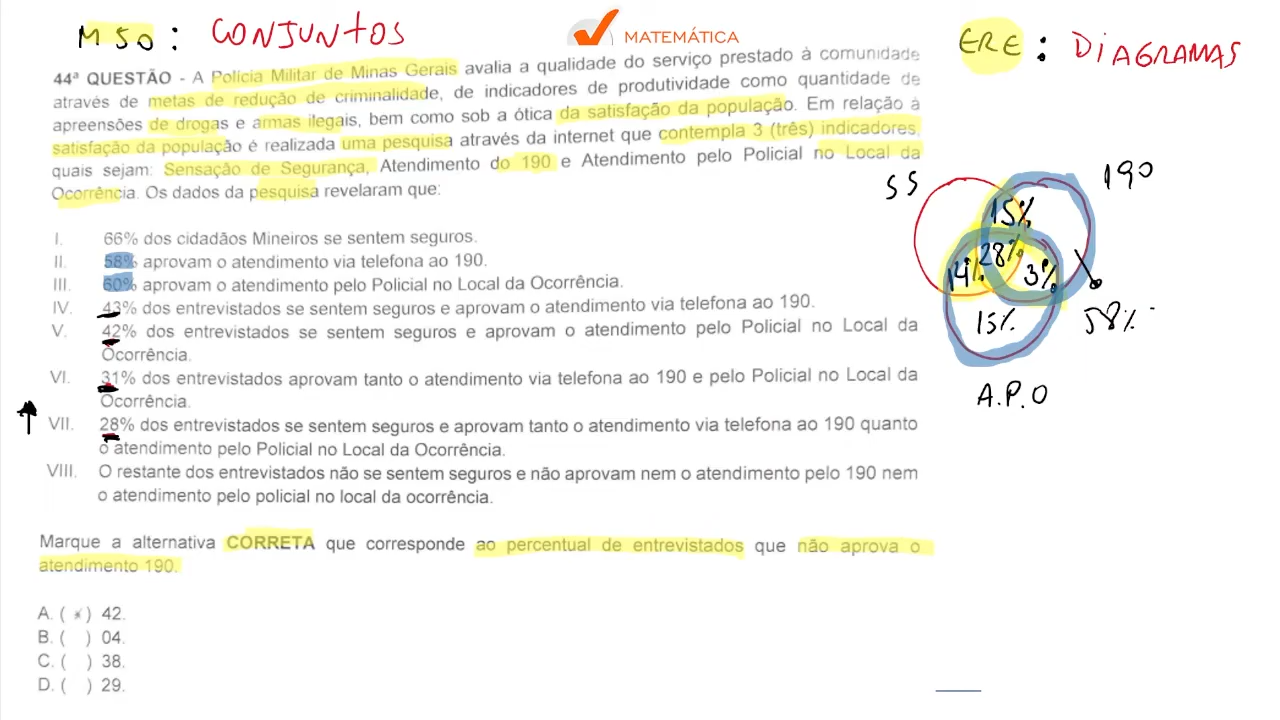 MSO: CONJUNTOS
MATEMÁTICA
ERE: DIAGRAMAS
44ª QUESTÃO - A Polícia Militar de Minas Gerais avalia a qualidade do serviço prestado à comunidade
através de metas de redução de criminalidade, de indicadores de produtividade como quantidade de
apreensões de drogas e armas ilegais, bem como sob a ótica da satisfação da população. Em relação à
satisfação da população é realizada uma pesquisa através da internet que contempla 3 (três) indicadores,
quais sejam: Sensação de Segurança, Atendimento do 190 e Atendimento pelo Policial no Local da
Ocorrência. Os dados da pesquisa revelaram que:
I. 66% dos cidadãos Mineiros se sentem seguros.
II. 58% aprovam o atendimento via telefona ao 190.
III. 60% aprovam o atendimento pelo Policial no Local da Ocorrência.
IV. 43% dos entrevistados se sentem seguros e aprovam o atendimento via telefona ao 190.
V. 42% dos entrevistados se sentem seguros e aprovam o atendimento pelo Policial no Local da
Ocorrência.
VI. 31% dos entrevistados aprovam tanto o atendimento via telefona ao 190 e pelo Policial no Local da
Ocorrência.
VII. 28% dos entrevistados se sentem seguros e aprovam tanto o atendimento via telefona ao 190 quanto
o atendimento pelo Policial no Local da Ocorrência.
VIII. O restante dos entrevistados não se sentem seguros e não aprovam nem o atendimento pelo 190 nem
o atendimento pelo policial no local da ocorrência.
Marque a alternativa CORRETA que corresponde ao percentual de entrevistados que não aprova o
atendimento 190.
A. ( * ) 42.
B. ( ) 04.
C. ( ) 38.
D. ( ) 29.
SS
190
15%
28%
14%
3%
15%
58%
A.P.O